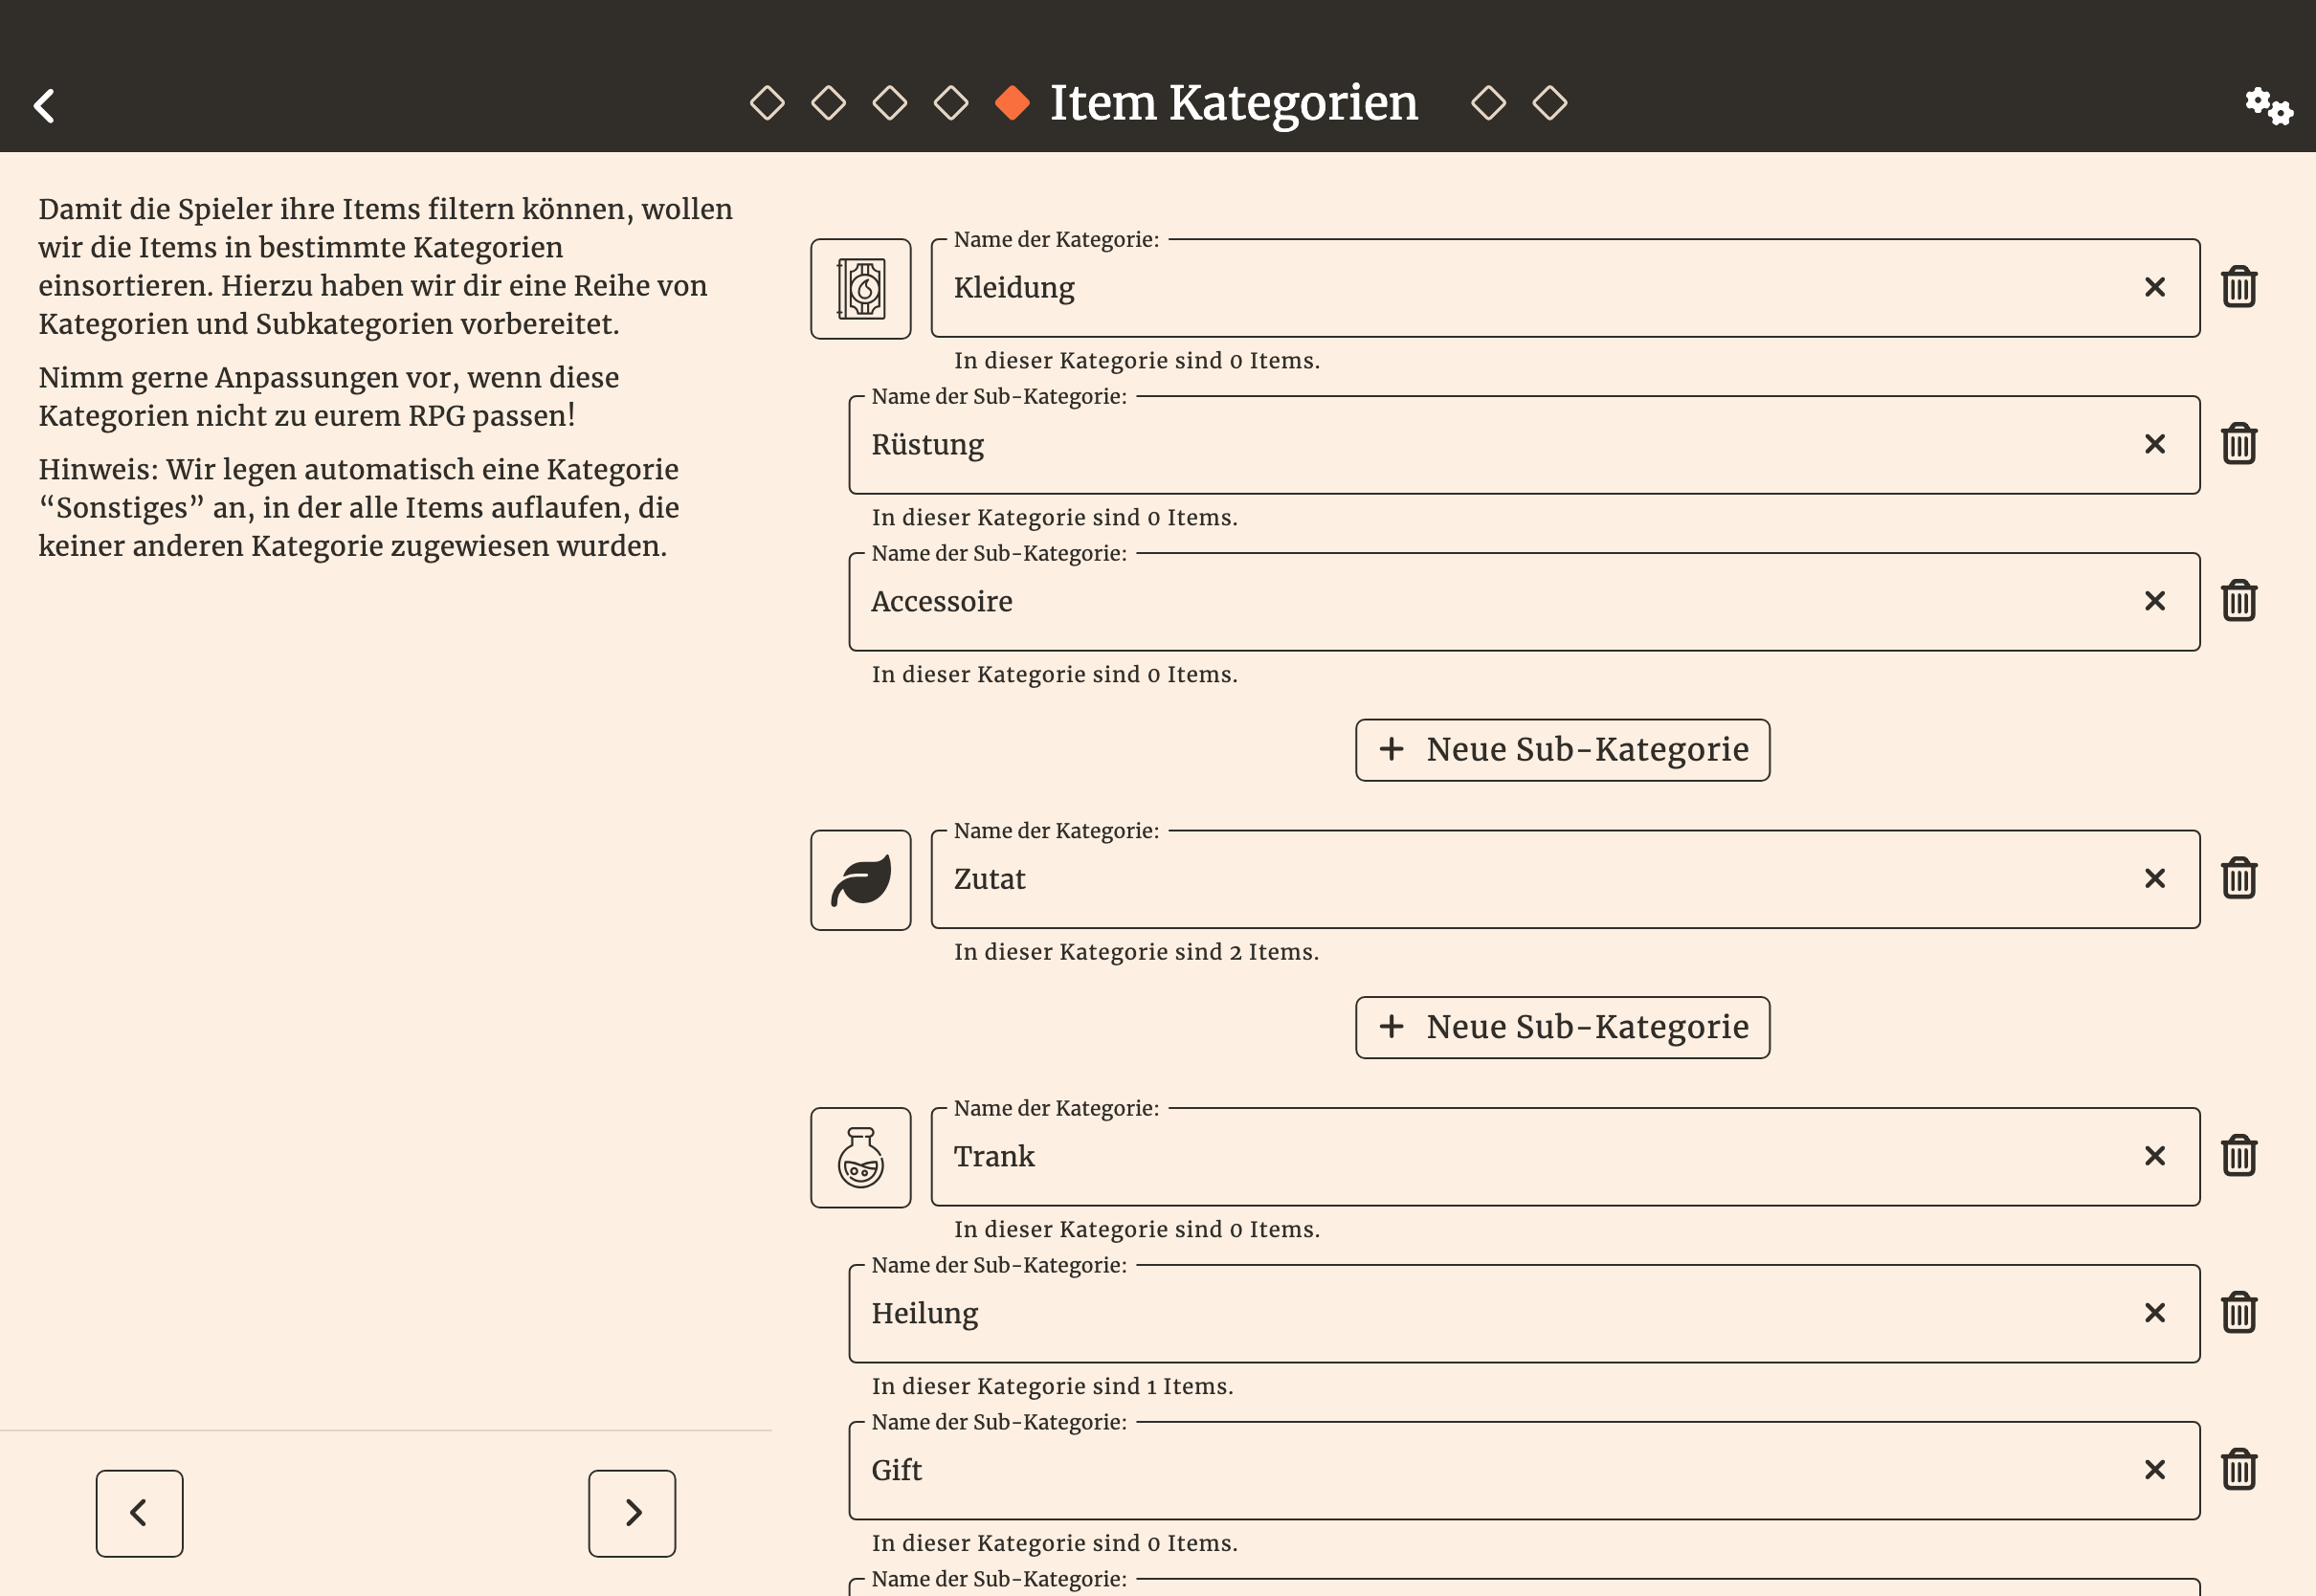 Item Kategorien
Damit die Spieler ihre Items filtern können, wollen
wir die Items in bestimmte Kategorien
einsortieren. Hierzu haben wir dir eine Reihe von
Kategorien und Subkategorien vorbereitet.
Nimm gerne Anpassungen vor, wenn diese
Kategorien nicht zu eurem RPG passen!
Hinweis: Wir legen automatisch eine Kategorie
“Sonstiges” an, in der alle Items auflaufen, die
keiner anderen Kategorie zugewiesen wurden.
Name der Kategorie:
Kleidung
In dieser Kategorie sind 0 Items.
Name der Sub-Kategorie:
Rüstung
In dieser Kategorie sind 0 Items.
Name der Sub-Kategorie:
Accessoire
In dieser Kategorie sind 0 Items.
+ Neue Sub-Kategorie
Name der Kategorie:
Zutat
In dieser Kategorie sind 2 Items.
+ Neue Sub-Kategorie
Name der Kategorie:
Trank
In dieser Kategorie sind 0 Items.
Name der Sub-Kategorie:
Heilung
In dieser Kategorie sind 1 Items.
Name der Sub-Kategorie:
Gift
In dieser Kategorie sind 0 Items.
Name der Sub-Kategorie: